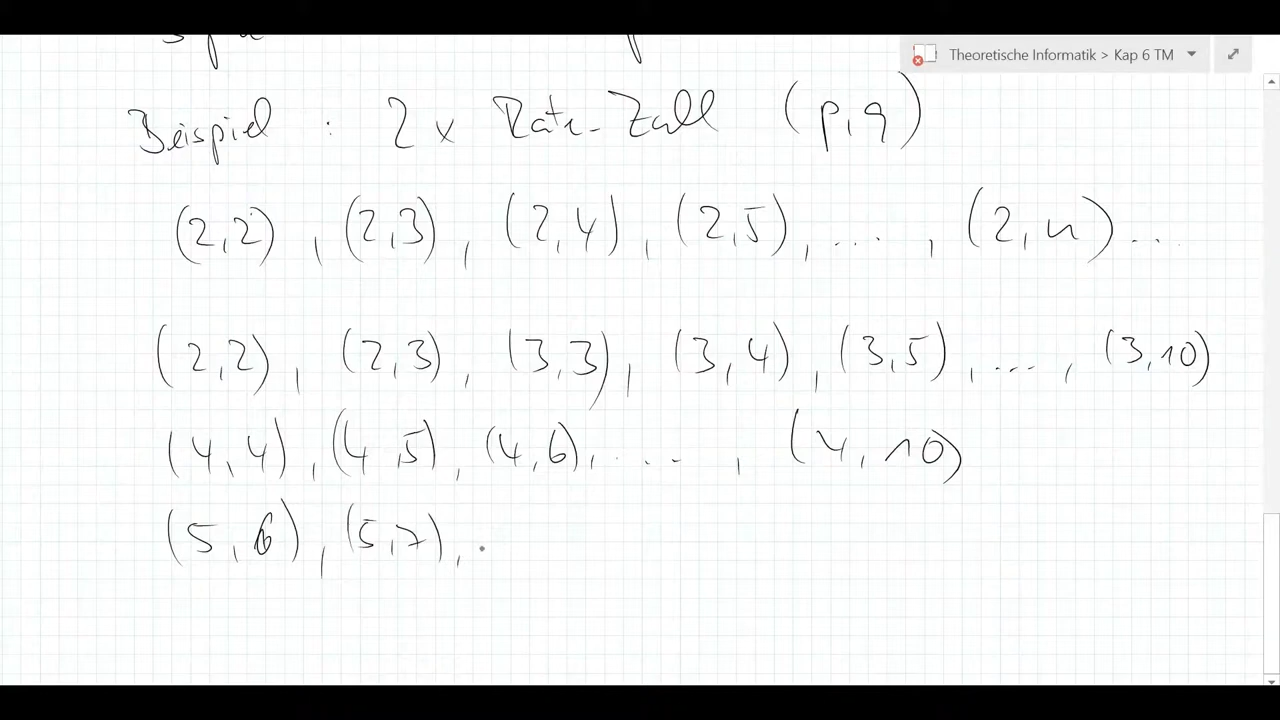 Theoretische Informatik > Kap 6 TM
Beispiel : 2 x Rate-Zahl (p,q)
(2,2) , (2,3) , (2,4) , (2,5) , .... , (2,n) ...
(2,2) , (2,3) , (3,3) , (3,4) , (3,5) , .... , (3,10)
(4,4) , (4,5) , (4,6) , .... , (4,10)
(5,6) , (5,7) , .